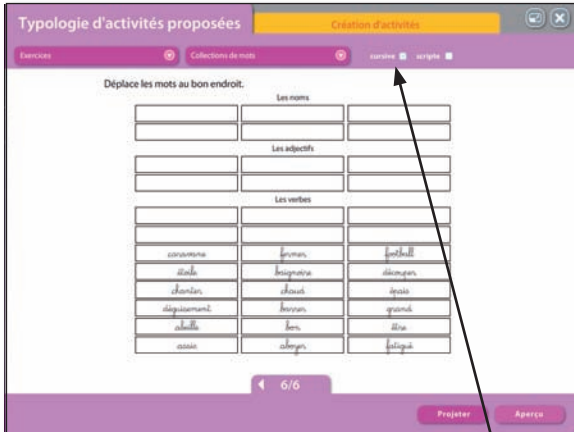 Typologie d'activités proposées
Création d'activités
Exercices
Collections de mots
cursive
scripte
Déplace les mots au bon endroit.
Les noms
Les adjectifs
Les verbes
caravane fermer football
étoile baignoire découper
chanter chaud épais
déguisement barrer grand
abeille bon être
assis aboyer fatigué
6/6
Projeter
Aperçu